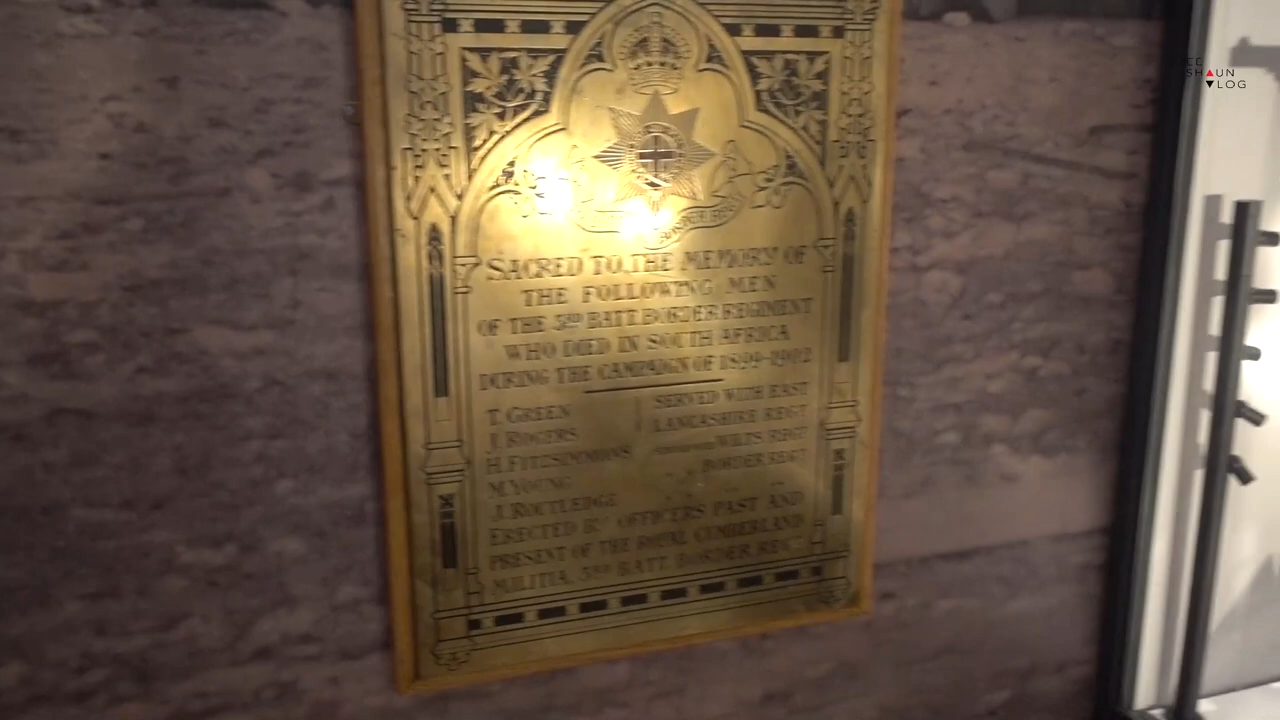 SACRED TO THE MEMORY OF
THE FOLLOWING MEN
OF THE 3RD BATT. BORDER REGIMENT
WHO DIED IN SOUTH AFRICA
DURING THE CAMPAIGN OF 1899-1902
T. GREEN
J. ROGERS
H. FITZSIMMONS
M. YOUNG
J. ROUTLEDGE
SERVED WITH EAST
LANCASHIRE REGT
WILTS REGT
BORDER REGT
ERECTED BY OFFICERS PAST AND
PRESENT OF THE ROYAL CUMBERLAND
MILITIA, 3RD BATT. BORDER REGT.
SHAUN
VLOG